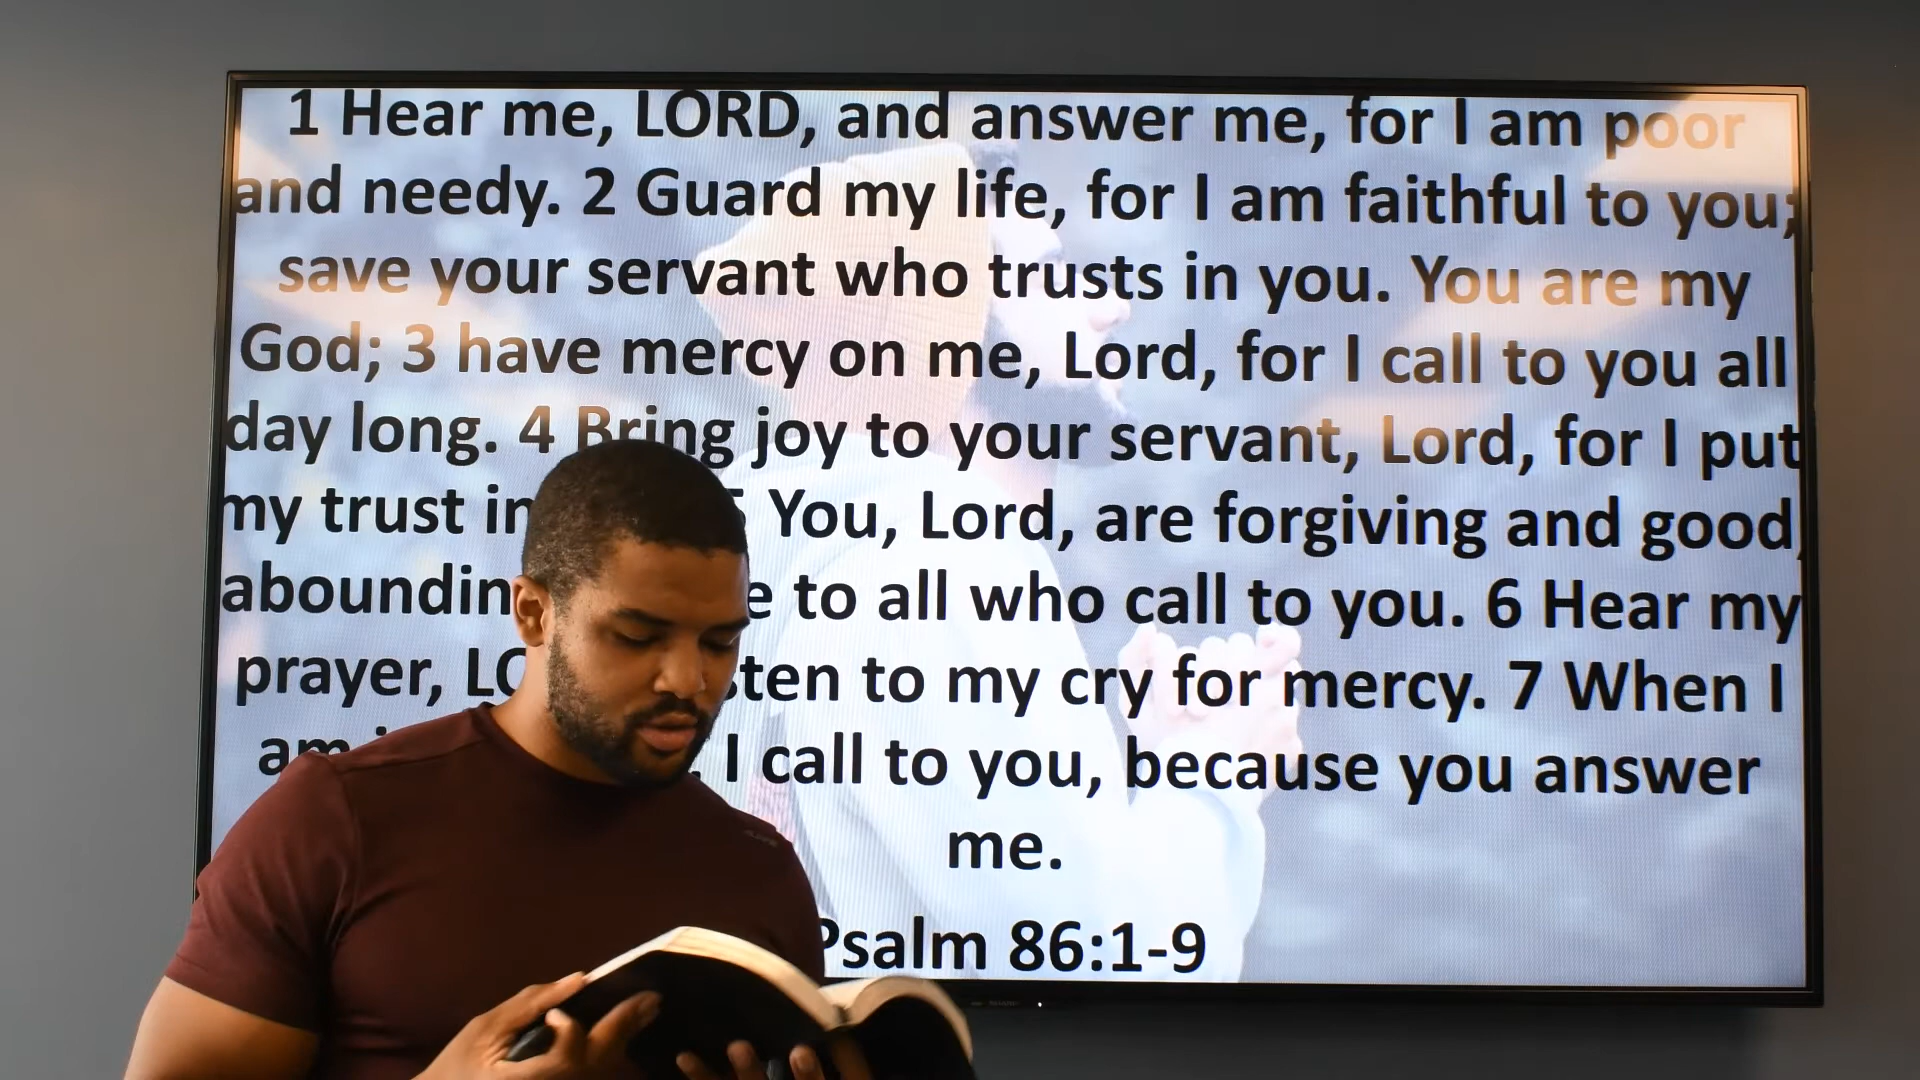 1 Hear me, LORD, and answer me, for I am poor
and needy. 2 Guard my life, for I am faithful to you;
save your servant who trusts in you. You are my
God; 3 have mercy on me, Lord, for I call to you all
day long. 4 Bring joy to your servant, Lord, for I put
my trust in 5 You, Lord, are forgiving and good,
to all who call to you. 6 Hear my
prayer, to my cry for mercy. 7 When I
am I call to you, because you answer
me.
Psalm 86:1-9